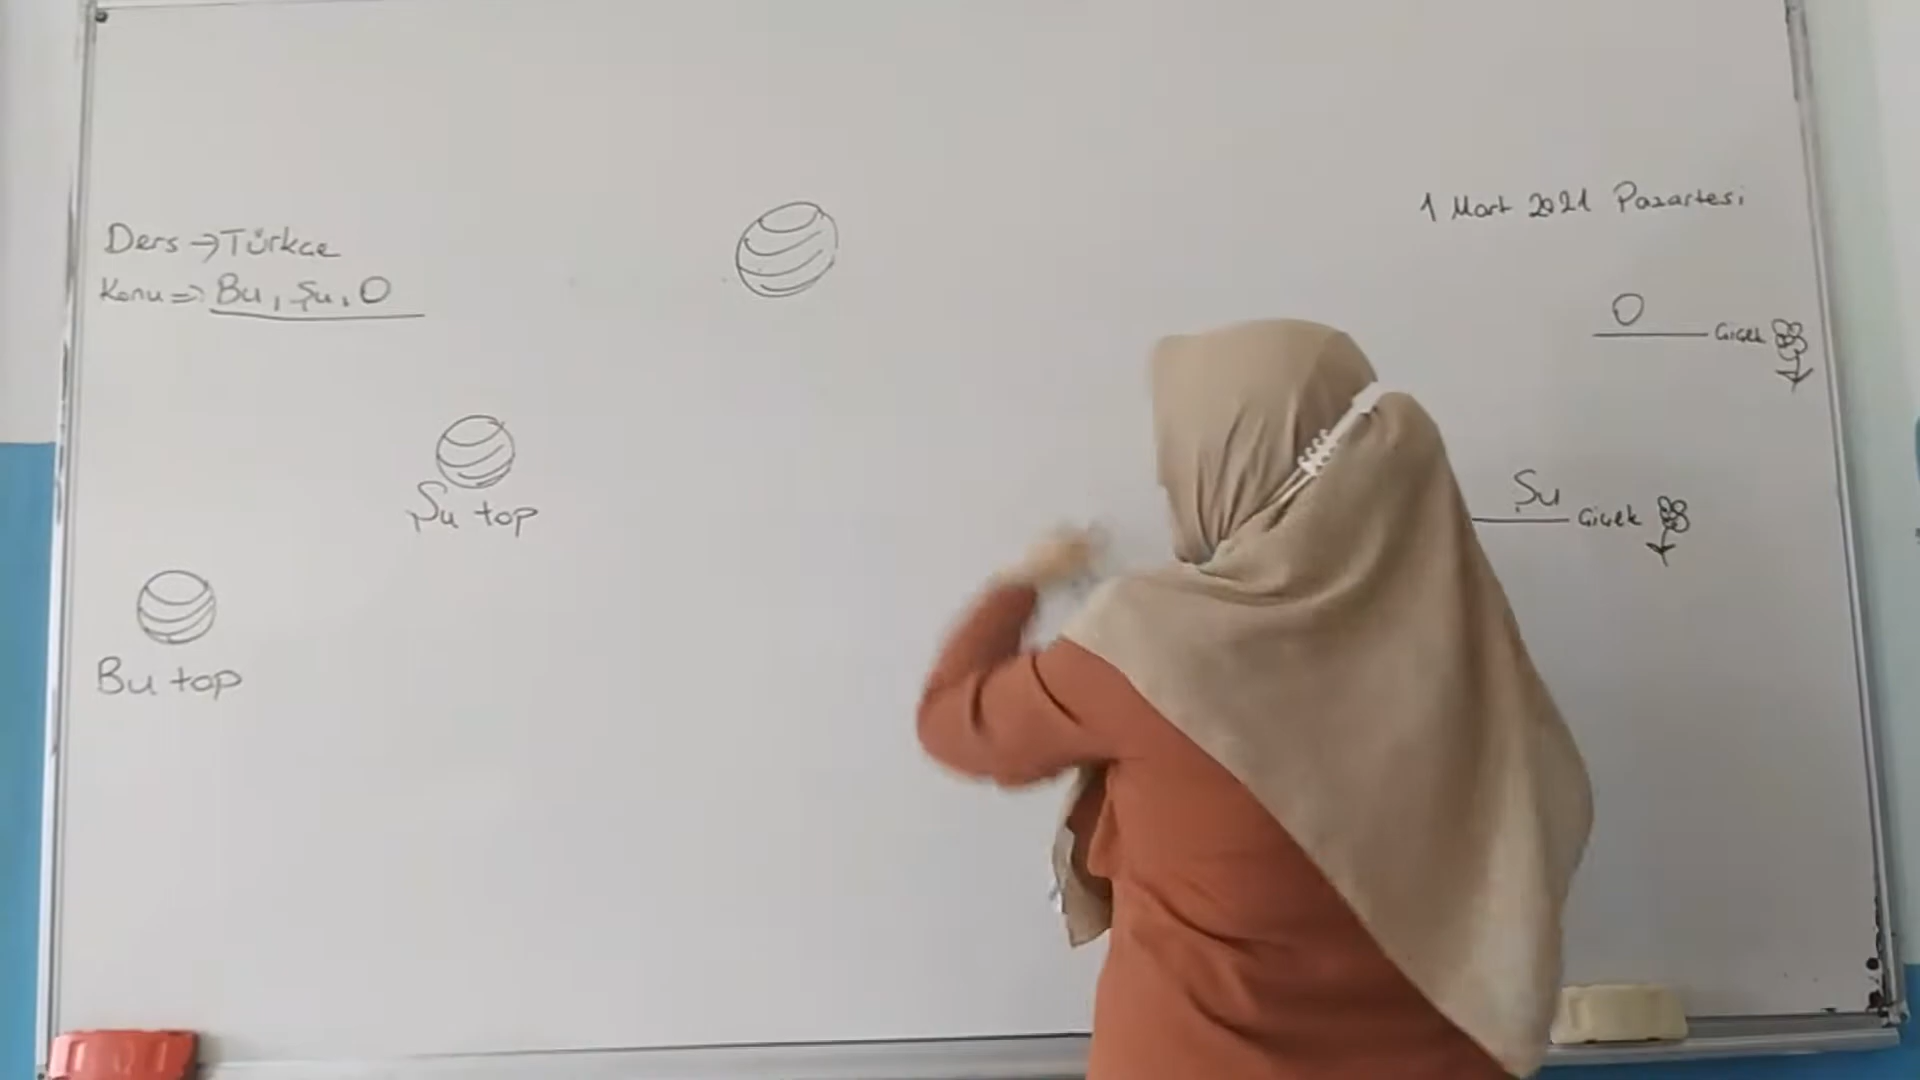 Ders → Türkçe
Konu => Bu, Şu, O
1 Mart 2021 Pazartesi
O Çiçek
Şu Çiçek
Şu top
Bu top